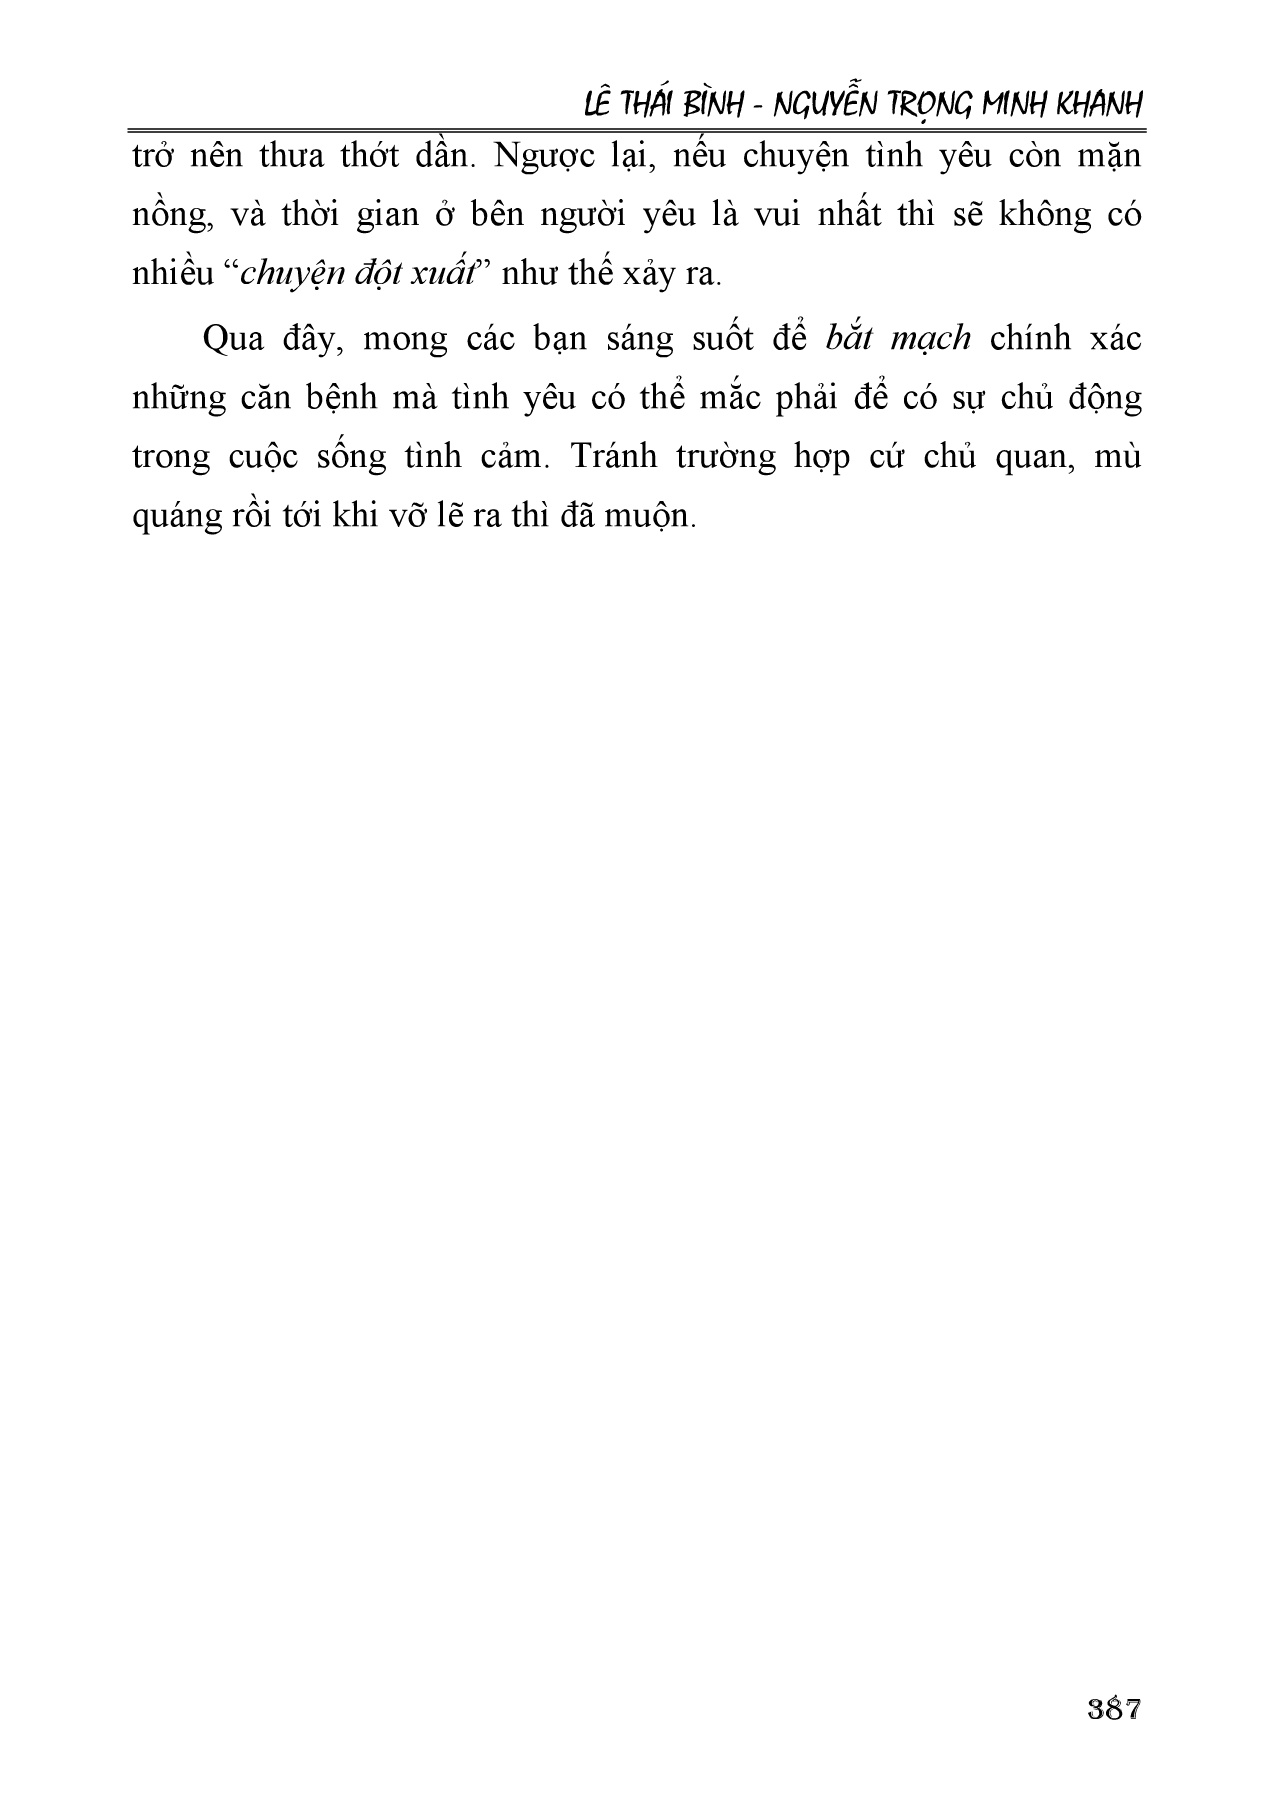 LÊ THÁI BÌNH - NGUYỄN TRỌNG MINH KHANH
trở nên thưa thớt dần. Ngược lại, nếu chuyện tình yêu còn mặn
nồng, và thời gian ở bên người yêu là vui nhất thì sẽ không có
nhiều “chuyện đột xuất” như thế xảy ra.
Qua đây, mong các bạn sáng suốt để bắt mạch chính xác
những căn bệnh mà tình yêu có thể mắc phải để có sự chủ động
trong cuộc sống tình cảm. Tránh trường hợp cứ chủ quan, mù
quáng rồi tới khi vỡ lẽ ra thì đã muộn.
387